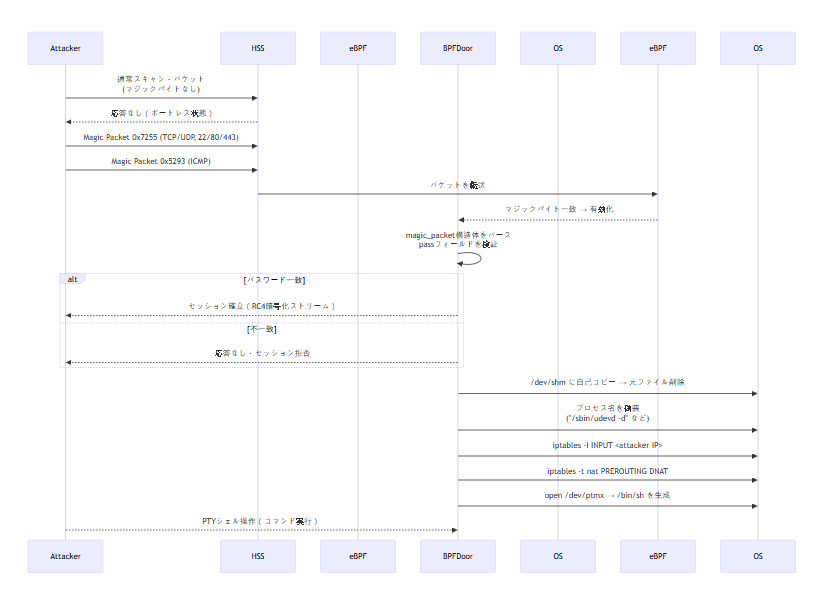 Attacker
HSS
eBPF
BPFDoor
OS
eBPF
OS
通常スキャン・パケット
(マジックバイトなし)
応答なし ( ポートレス状態 )
Magic Packet 0x7255 (TCP/UDP, 22/80/443)
Magic Packet 0x5293 (ICMP)
パケットを転送
マジックバイト一致 → 有効化
magic_packet構造体をパース
passフィールドを検証
alt
[パスワード一致]
セッション確立 ( RC4暗号化ストリーム )
[不一致]
応答なし・セッション拒否
/dev/shm に自己コピー → 元ファイル削除
プロセス名を偽装
("/sbin/udevd -d" など)
iptables -I INPUT <attacker IP>
iptables -t nat PREROUTING DNAT
open /dev/ptmx → /bin/sh を生成
PTYシェル操作 ( コマンド実行 )
Attacker
HSS
eBPF
BPFDoor
OS
eBPF
OS